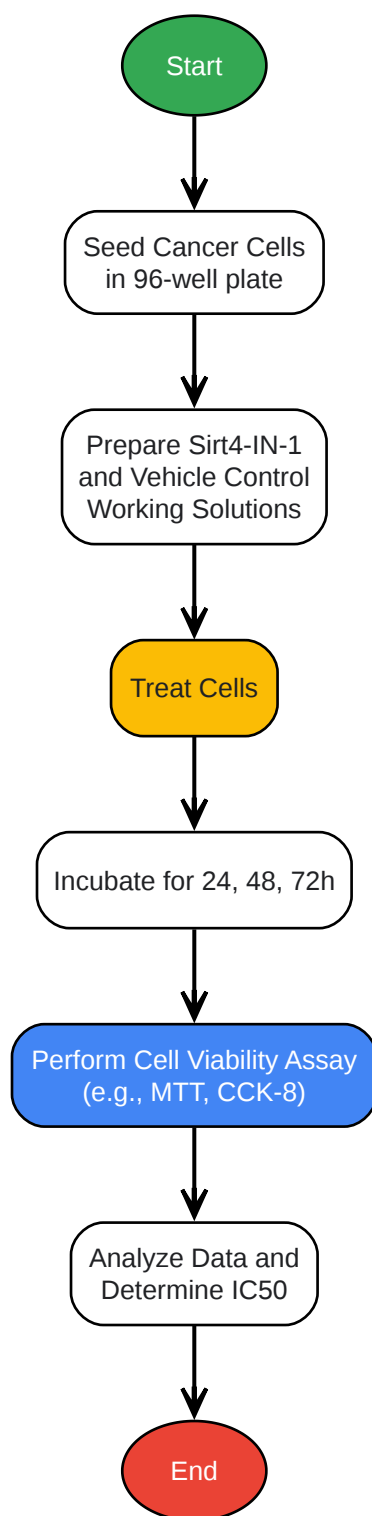 Start
Seed Cancer Cells
in 96-well plate
Prepare Sirt4-IN-1
and Vehicle Control
Working Solutions
Treat Cells
Incubate for 24, 48, 72h
Perform Cell Viability Assay
(e.g., MTT, CCK-8)
Analyze Data and
Determine IC50
End